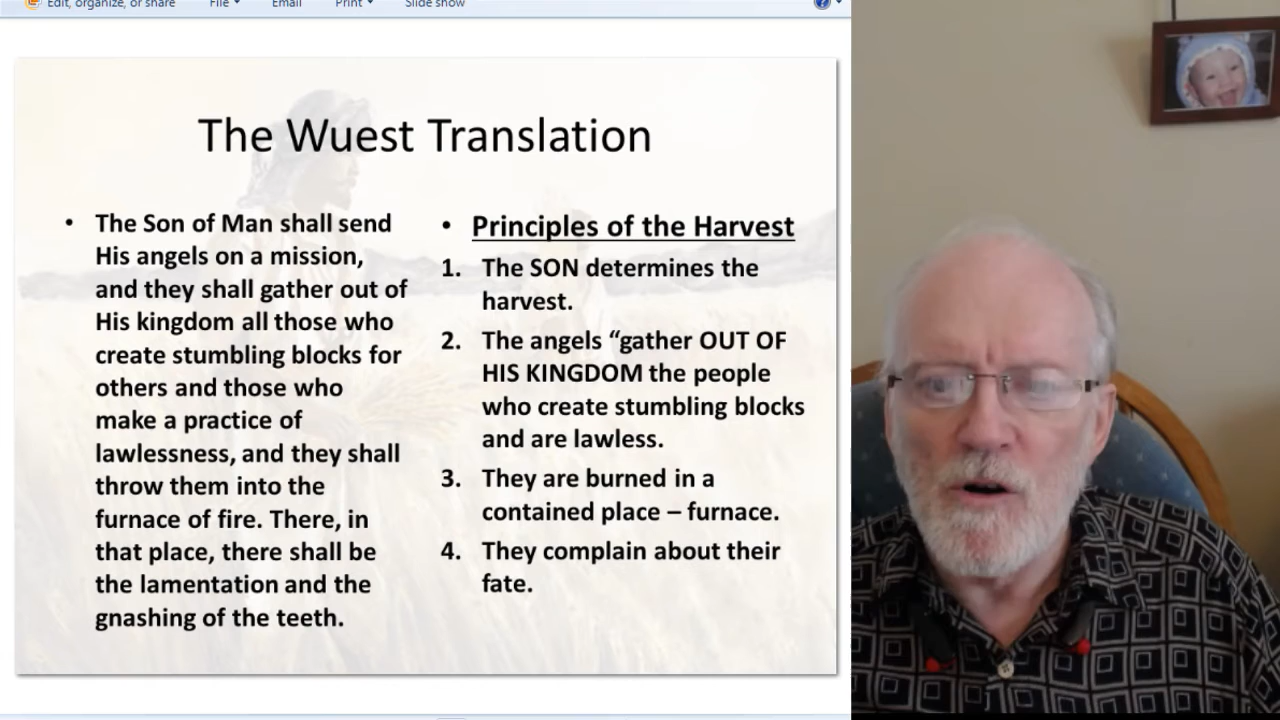 Edit, organize, or share File Email Print Slide show
The Wuest Translation
• The Son of Man shall send
His angels on a mission,
and they shall gather out of
His kingdom all those who
create stumbling blocks for
others and those who
make a practice of
lawlessness, and they shall
throw them into the
furnace of fire. There, in
that place, there shall be
the lamentation and the
gnashing of the teeth.
• Principles of the Harvest
1. The SON determines the
harvest.
2. The angels “gather OUT OF
HIS KINGDOM the people
who create stumbling blocks
and are lawless.
3. They are burned in a
contained place – furnace.
4. They complain about their
fate.